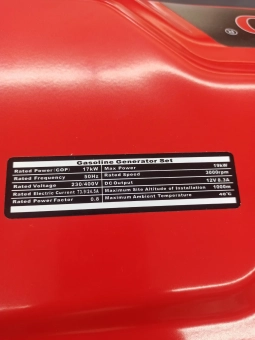 Gasoline Generator Set
Rated Power(COP) 17kW Max Power 19kW
Rated Frequency 50Hz Rated Speed 3000rpm
Rated Voltage 230/400V DC Output 12V 8.3A
Rated Electric Current 73.9/24.5A Maximum Site Altitude of Installation 1000m
Rated Power Factor 0.8 Maximum Ambient Temperature 40℃
®